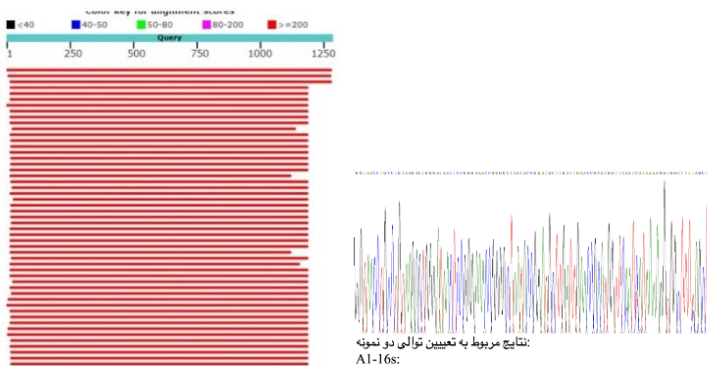 Color key for alignment scores
<40 40-50 50-80 80-200 >=200
Query
1 250 500 750 1000 1250
نتایج مربوط به تعییین توالی دو نمونه:
A1-16s: